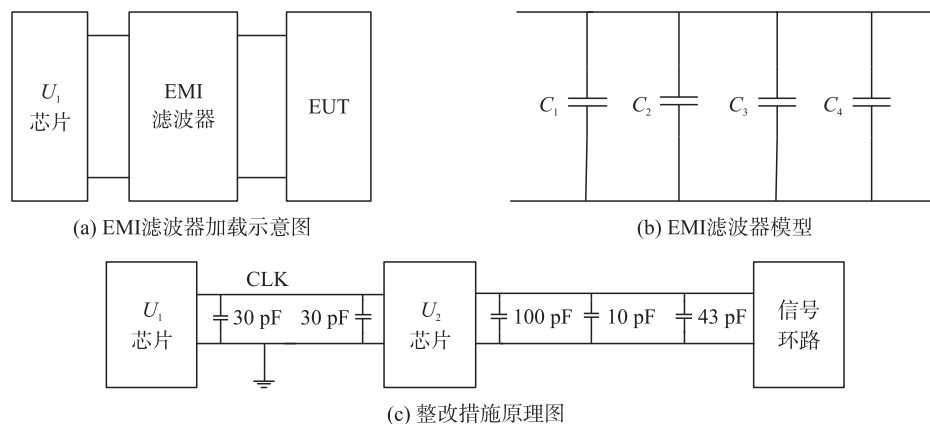 U₁
芯片
EMI
滤波器
EUT
(a) EMI滤波器加载示意图
C₁
C₂
C₃
C₄
(b) EMI滤波器模型
U₁
芯片
CLK
30 pF
30 pF
U₂
芯片
100 pF
10 pF
43 pF
信号
环路
(c) 整改措施原理图